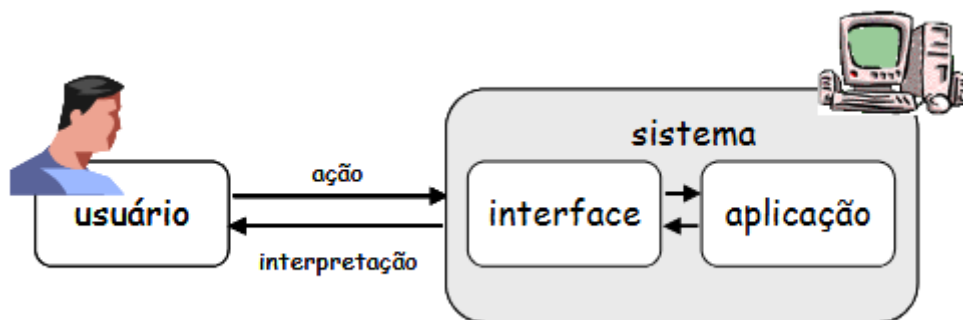 sistema
ação
usuário
interface
aplicação
interpretação